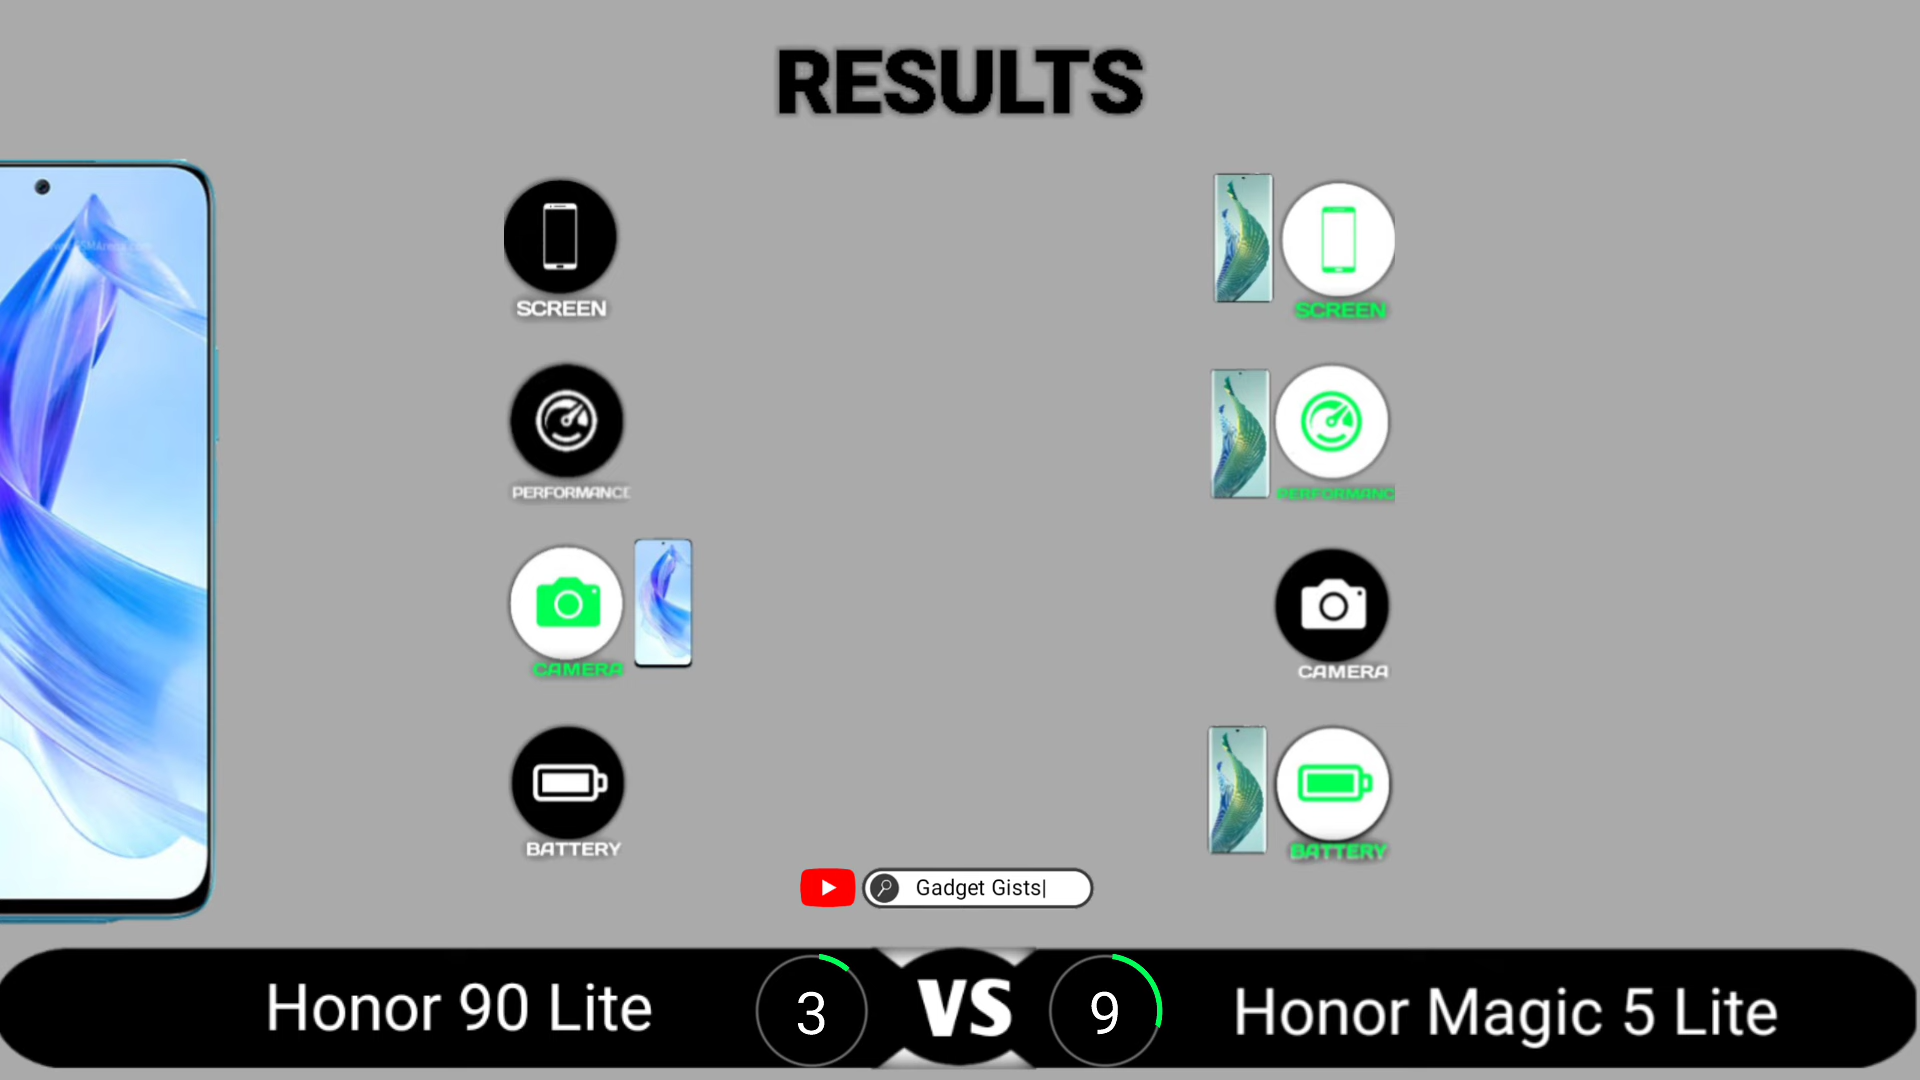 RESULTS
SCREEN
SCREEN
PERFORMANCE
PERFORMANC
CAMERA
CAMERA
BATTERY
BATTERY
Gadget Gists|
Honor 90 Lite
3
VS
9
Honor Magic 5 Lite